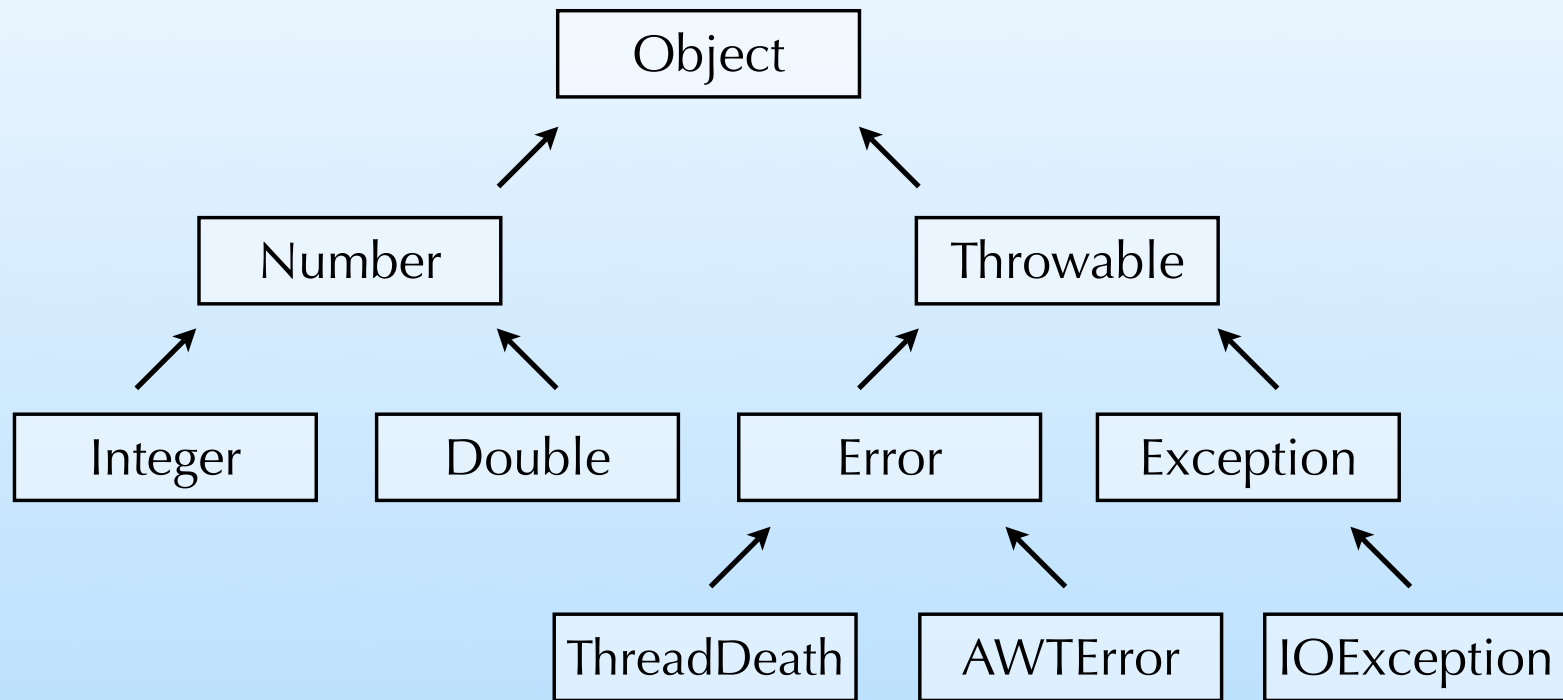 Object
Number
Throwable
Integer
Double
Error
Exception
ThreadDeath
AWTError
IOException